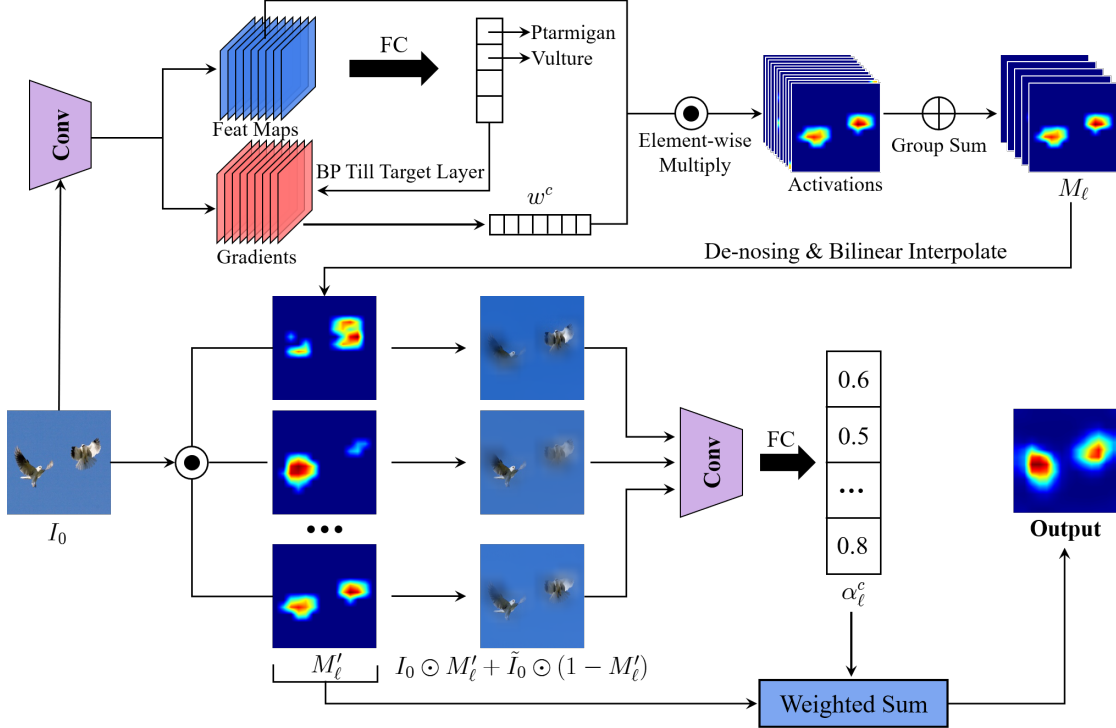 Conv
Feat Maps
FC
Ptarmigan
Vulture
BP Till Target Layer
Gradients
w^c
Element-wise
Multiply
Activations
Group Sum
M_ℓ
De-nosing & Bilinear Interpolate
I_0
M′_ℓ
I_0 ⊙ M′_ℓ + Ĩ_0 ⊙ (1 − M′_ℓ)
Conv
FC
0.6
0.5
...
0.8
α^c_ℓ
Weighted Sum
Output